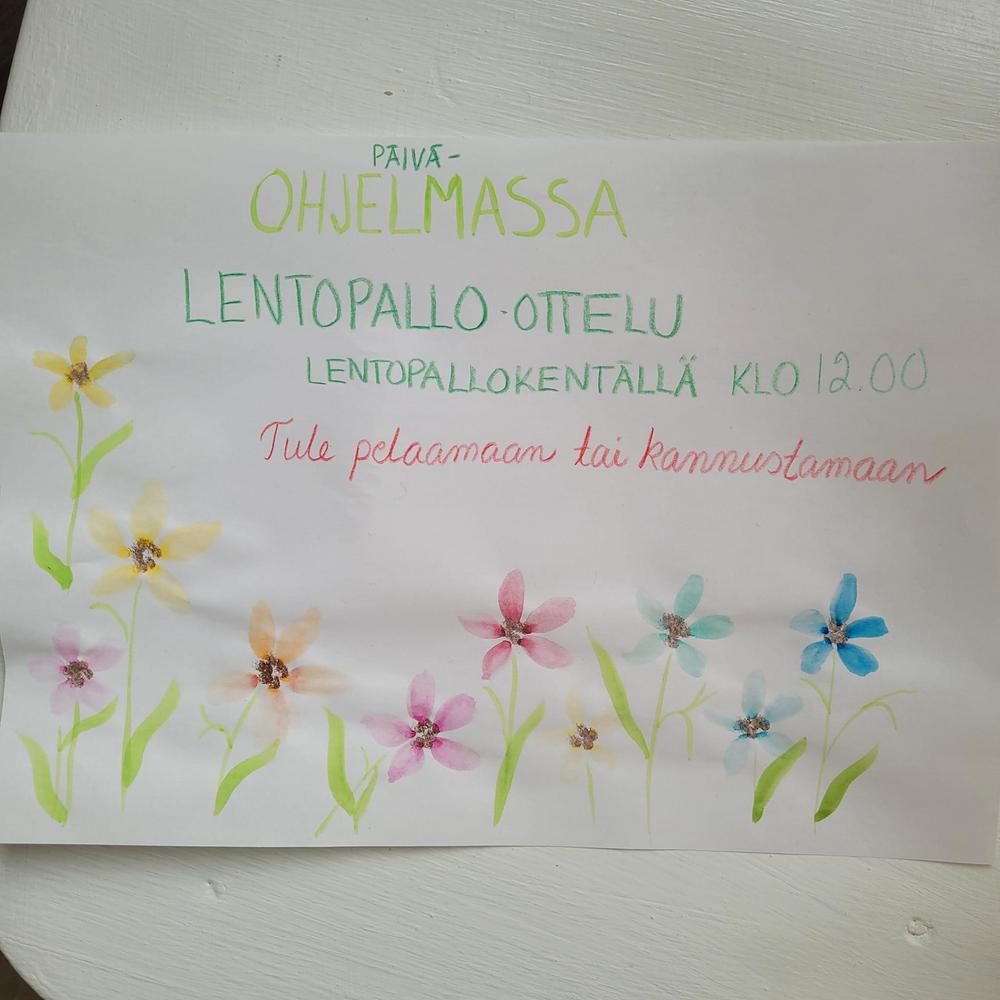 PÄIVÄ-
OHJELMASSA
LENTOPALLO-OTTELU
LENTOPALLOKENTÄLLÄ KLO 12.00
Tule pelaamaan tai kannustamaan